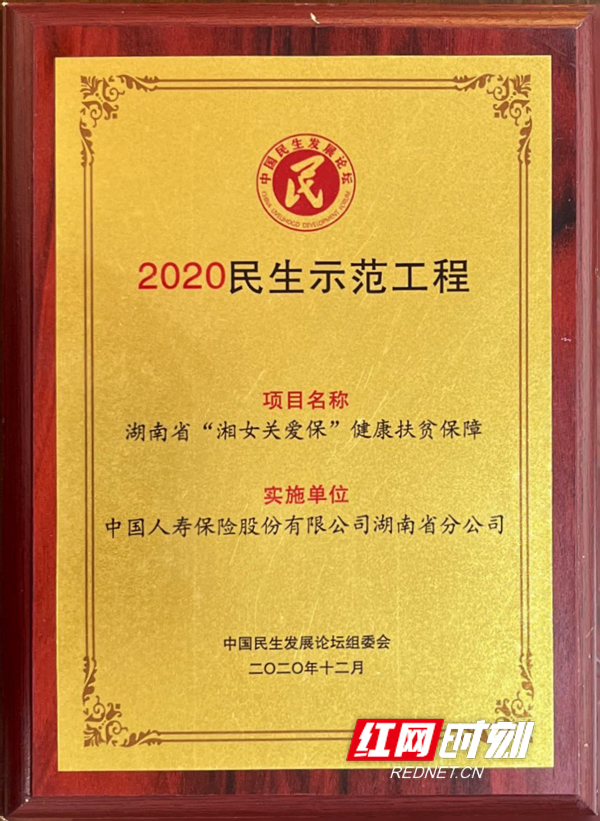 中国民生发展论坛
民
CHINA LIVELIHOOD DEVELOPMENT FORUM
2020民生示范工程
项目名称
湖南省“湘女关爱保”健康扶贫保障
实施单位
中国人寿保险股份有限公司湖南省分公司
中国民生发展论坛组委会
二〇二〇年十二月
红网时刻
REDNET.CN